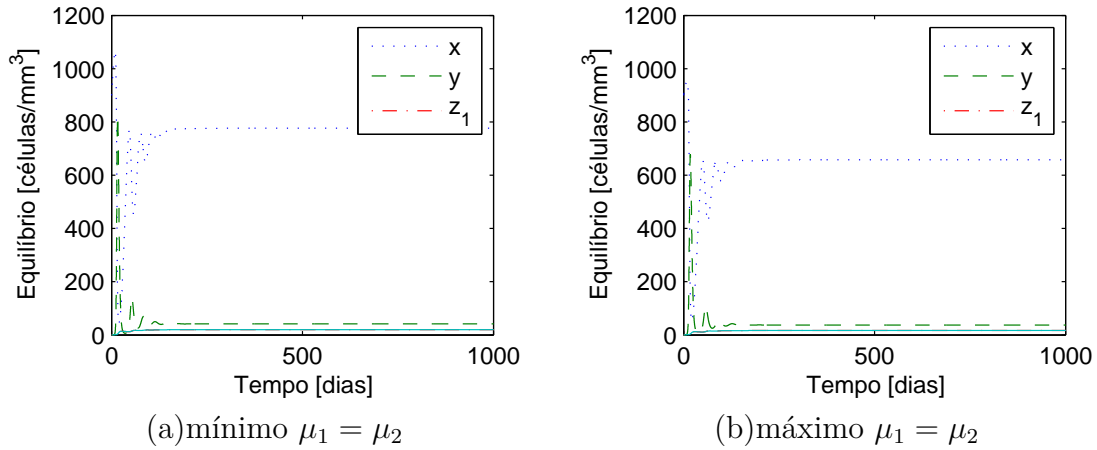 Equilíbrio [células/mm³]
1200
1000
800
600
400
200
0
0
500
1000
Tempo [dias]
x
y
z₁
(a)mínimo μ₁ = μ₂
Equilíbrio [células/mm³]
1200
1000
800
600
400
200
0
0
500
1000
Tempo [dias]
x
y
z₁
(b)máximo μ₁ = μ₂